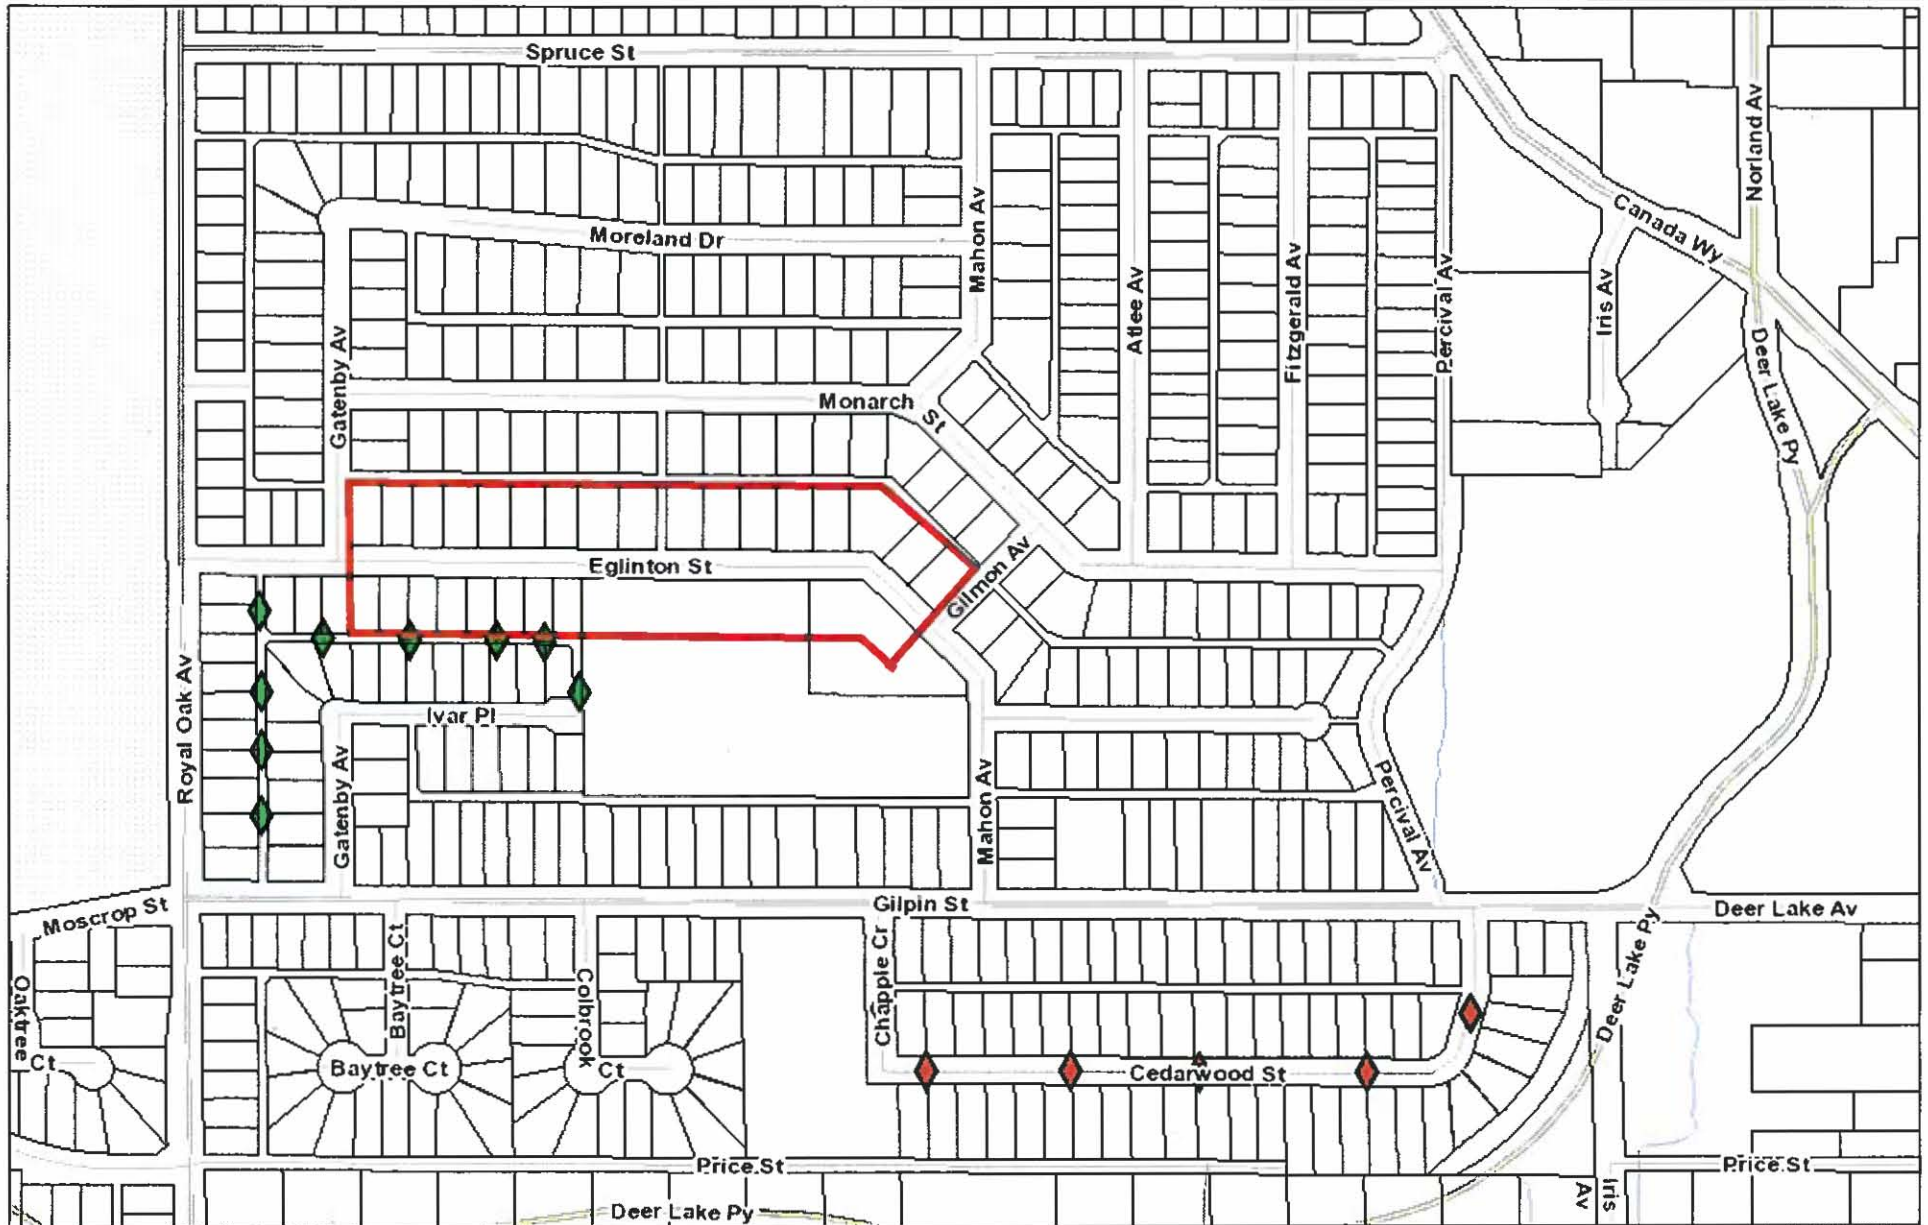 Spruce St
Norland Av
Canada Wy
Mahon Av
Moreland Dr
Atlee Av
Fitzgerald Av
Percival Av
Iris Av
Gatenby Av
Deer Lake Py
Monarch
St
Eglinton St
Gilmon Av
Royal Oak Av
Ivar Pl
Gatenby Av
Mahon Av
Percival Av
Moscrop St
Gilpin St
Deer Lake Av
Baytree Ct
Colbrook
Ct
Chapple Cr
Deer Lake Py
Oaktree
Ct
Baytree Ct
Cedarwood St
Price St
Price St
Iris
Av
Deer Lake Py